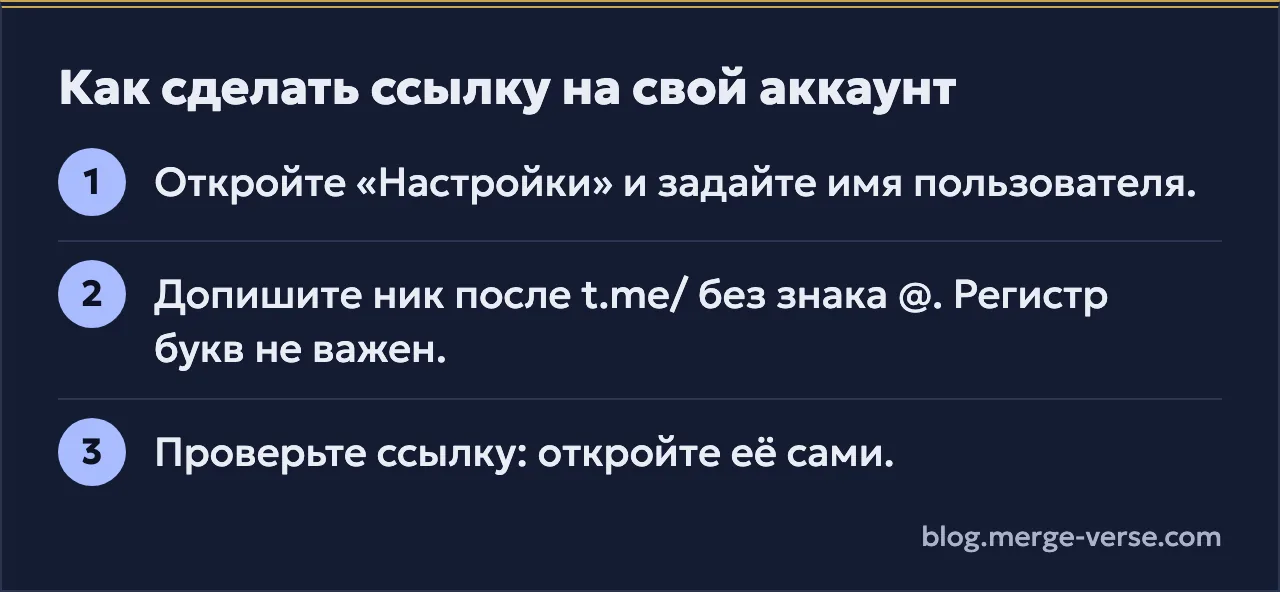 Как сделать ссылку на свой аккаунт
1 Откройте «Настройки» и задайте имя пользователя.
2 Допишите ник после t.me/ без знака @. Регистр
букв не важен.
3 Проверьте ссылку: откройте её сами.
blog.merge-verse.com